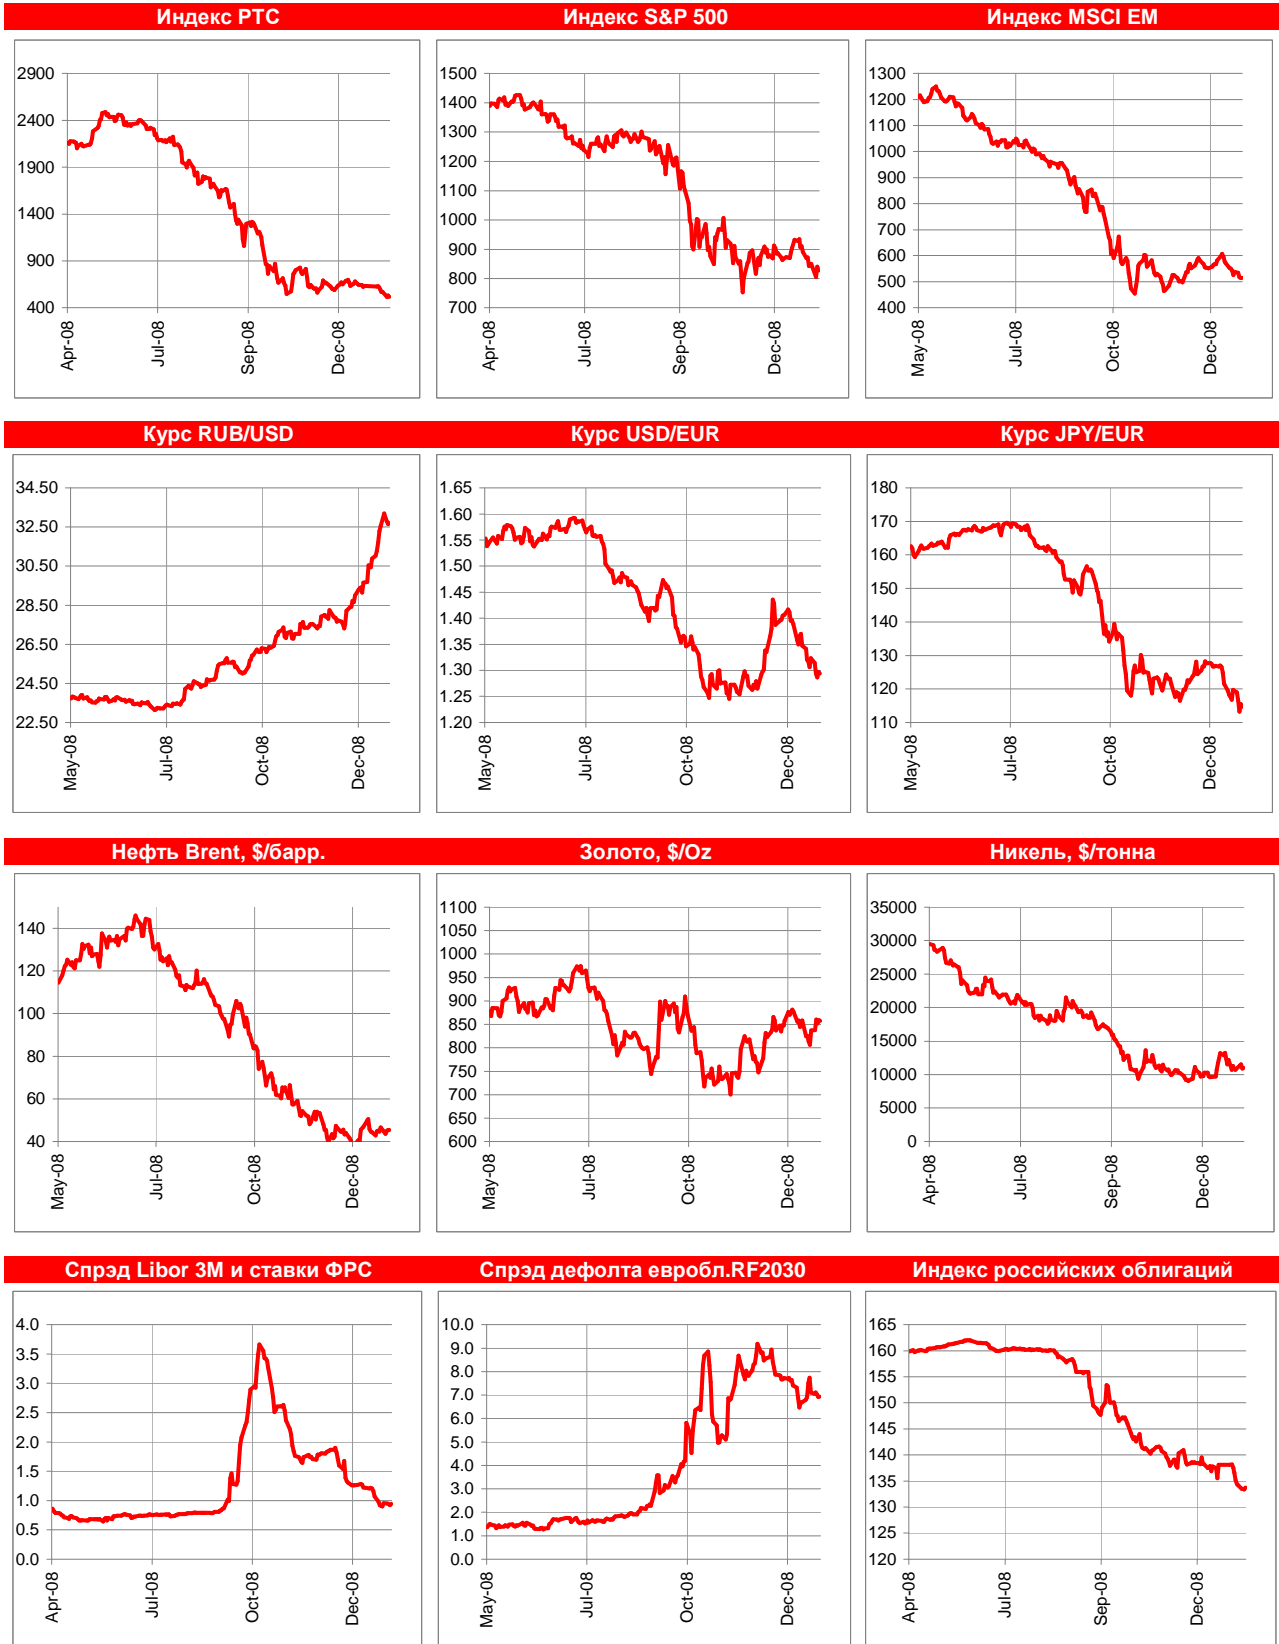 Индекс РТС
2900
2400
1900
1400
900
400
Apr-08
Jul-08
Sep-08
Dec-08
Индекс S&P 500
1500
1400
1300
1200
1100
1000
900
800
700
Apr-08
Jul-08
Sep-08
Dec-08
Индекс MSCI EM
1300
1200
1100
1000
900
800
700
600
500
400
May-08
Jul-08
Oct-08
Dec-08
Курс RUB/USD
34.50
32.50
30.50
28.50
26.50
24.50
22.50
May-08
Jul-08
Oct-08
Dec-08
Курс USD/EUR
1.65
1.60
1.55
1.50
1.45
1.40
1.35
1.30
1.25
1.20
May-08
Jul-08
Oct-08
Dec-08
Курс JPY/EUR
180
170
160
150
140
130
120
110
May-08
Jul-08
Oct-08
Dec-08
Нефть Brent, $/барр.
140
120
100
80
60
40
May-08
Jul-08
Oct-08
Dec-08
Золото, $/Oz
1100
1050
1000
950
900
850
800
750
700
650
600
May-08
Jul-08
Oct-08
Dec-08
Никель, $/тонна
35000
30000
25000
20000
15000
10000
5000
0
Apr-08
Jul-08
Sep-08
Dec-08
Спрэд Libor 3M и ставки ФРС
4.0
3.5
3.0
2.5
2.0
1.5
1.0
0.5
0.0
Apr-08
Jul-08
Oct-08
Dec-08
Спрэд дефолта евробл.RF2030
10.0
9.0
8.0
7.0
6.0
5.0
4.0
3.0
2.0
1.0
0.0
May-08
Jul-08
Oct-08
Dec-08
Индекс российских облигаций
165
160
155
150
145
140
135
130
125
120
Apr-08
Jul-08
Sep-08
Dec-08